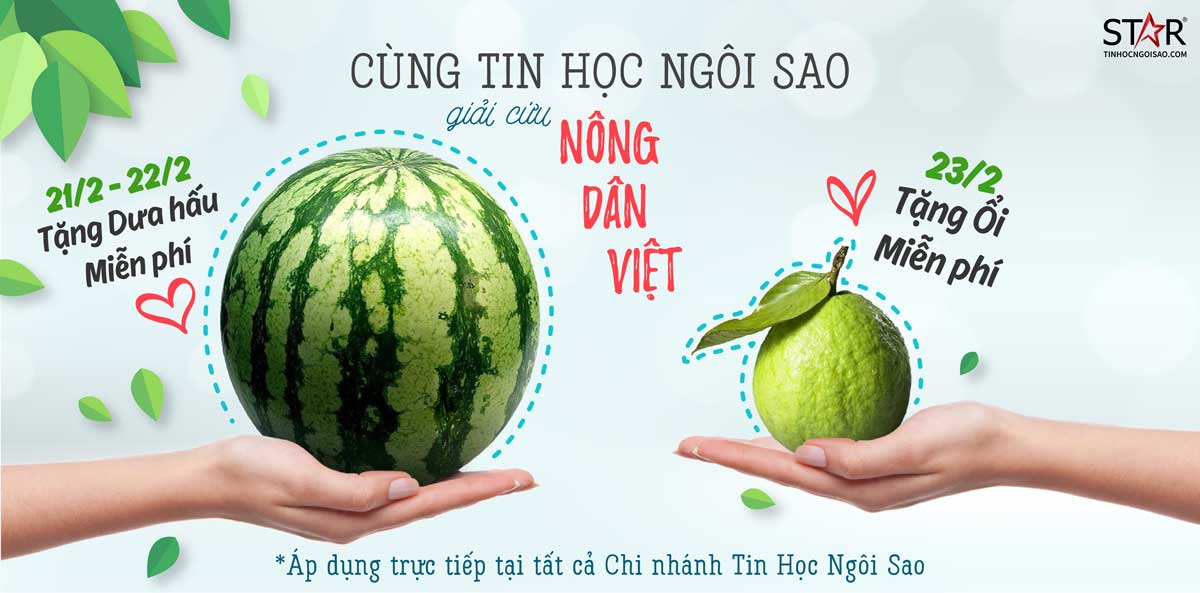 STAR®
TINHOCNGOISAO.COM
CÙNG TIN HỌC NGÔI SAO
giải cứu
NÔNG
DÂN
VIỆT
21/2 - 22/2
Tặng Dưa hấu
Miễn phí
23/2
Tặng Ổi
Miễn phí
*Áp dụng trực tiếp tại tất cả Chi nhánh Tin Học Ngôi Sao